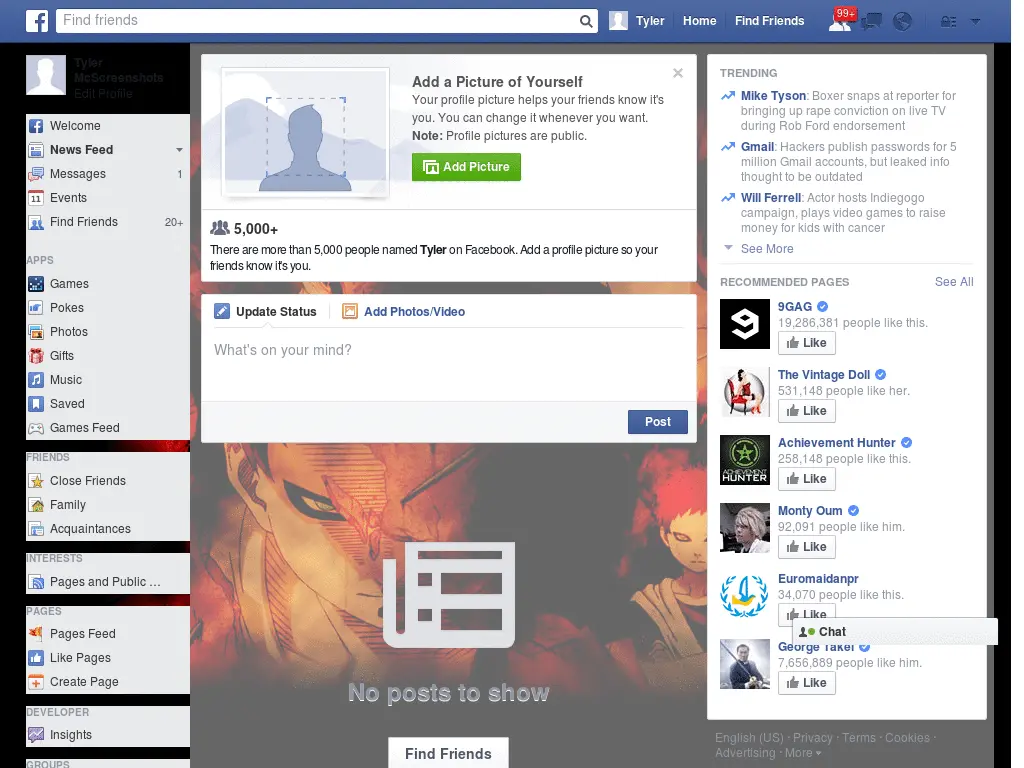 Find friends
Tyler
Home
Find Friends
99+
Tyler
McScreenshots
Edit Profile
Welcome
News Feed
Messages 1
Events
Find Friends 20+
APPS
Games
Pokes
Photos
Gifts
Music
Saved
Games Feed
FRIENDS
Close Friends
Family
Acquaintances
INTERESTS
Pages and Public ...
PAGES
Pages Feed
Like Pages
Create Page
DEVELOPER
Insights
GROUPS
Add a Picture of Yourself
Your profile picture helps your friends know it's
you. You can change it whenever you want.
Note: Profile pictures are public.
Add Picture
5,000+
There are more than 5,000 people named Tyler on Facebook. Add a profile picture so your
friends know it's you.
Update Status
Add Photos/Video
What's on your mind?
Post
No posts to show
Find Friends
TRENDING
Mike Tyson: Boxer snaps at reporter for
bringing up rape conviction on live TV
during Rob Ford endorsement
Gmail: Hackers publish passwords for 5
million Gmail accounts, but leaked info
thought to be outdated
Will Ferrell: Actor hosts Indiegogo
campaign, plays video games to raise
money for kids with cancer
See More
RECOMMENDED PAGES See All
9GAG
19,286,381 people like this.
Like
The Vintage Doll
531,148 people like her.
Like
ACHIEVEMENT
HUNTER
Achievement Hunter
258,148 people like this.
Like
Monty Oum
92,091 people like him.
Like
Euromaidanpr
34,070 people like this.
Like
Chat
George Takei
7,656,889 people like him.
Like
English (US) · Privacy · Terms · Cookies ·
Advertising · More